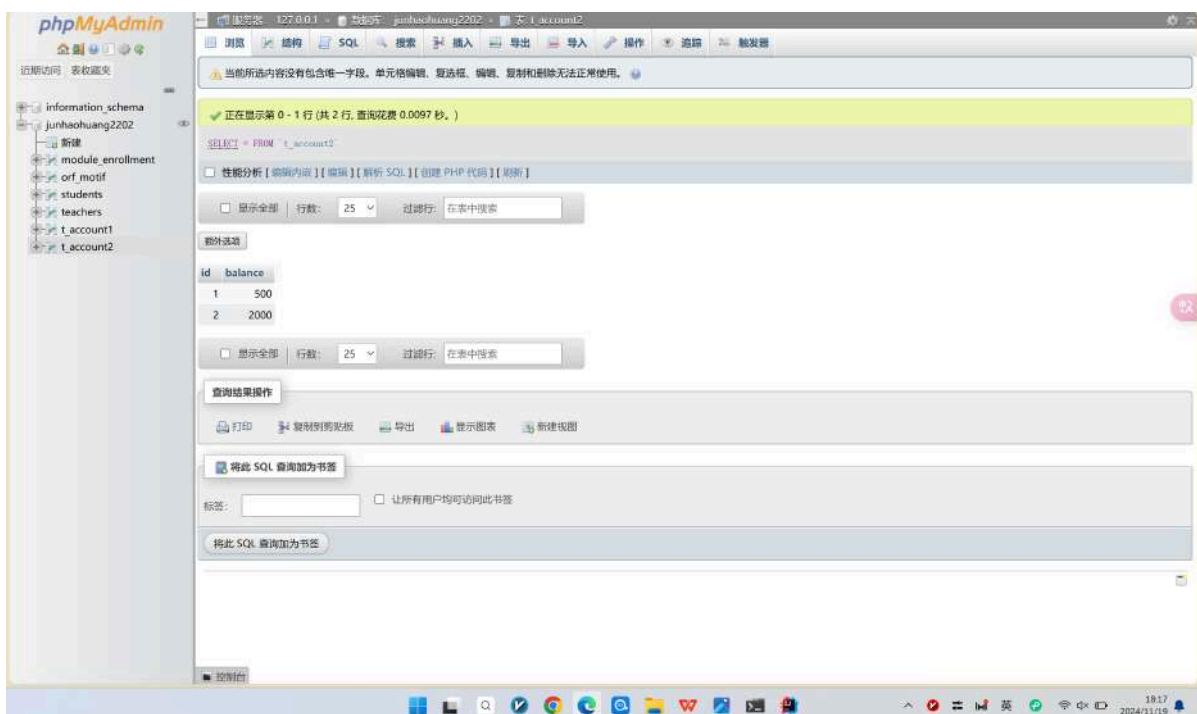 phpMyAdmin
近期访问 表收藏夹
information_schema
junhaohuang2202
新建
module_enrollment
orf_motif
students
teachers
t_account1
t_account2
服务器: 127.0.0.1 » 数据库: junhaohuang2202 » 表: t_account2
浏览 结构 SQL 搜索 插入 导出 导入 操作 追踪 触发器
当前所选内容没有包含唯一字段。单元格编辑、复选框、编辑、复制和删除无法正常使用。
正在显示第 0 - 1 行 (共 2 行, 查询花费 0.0097 秒。)
SELECT * FROM `t_account2`
性能分析 [ 编辑内嵌 ] [ 编辑 ] [ 解析 SQL ] [ 创建 PHP 代码 ] [ 刷新 ]
显示全部 | 行数: 25 过滤行: 在表中搜索
额外选项
id balance
1 500
2 2000
显示全部 | 行数: 25 过滤行: 在表中搜索
查询结果操作
打印 复制到剪贴板 导出 显示图表 新建视图
将此 SQL 查询加为书签
标签: 让所有用户均可访问此书签
将此 SQL 查询加为书签
控制台
英
18:17
2024/11/19